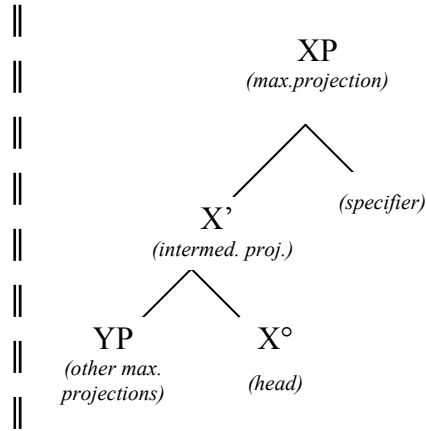 XP
(max.projection)
(specifier)
X’
(intermed. proj.)
YP
X°
(other max.
projections)
(head)